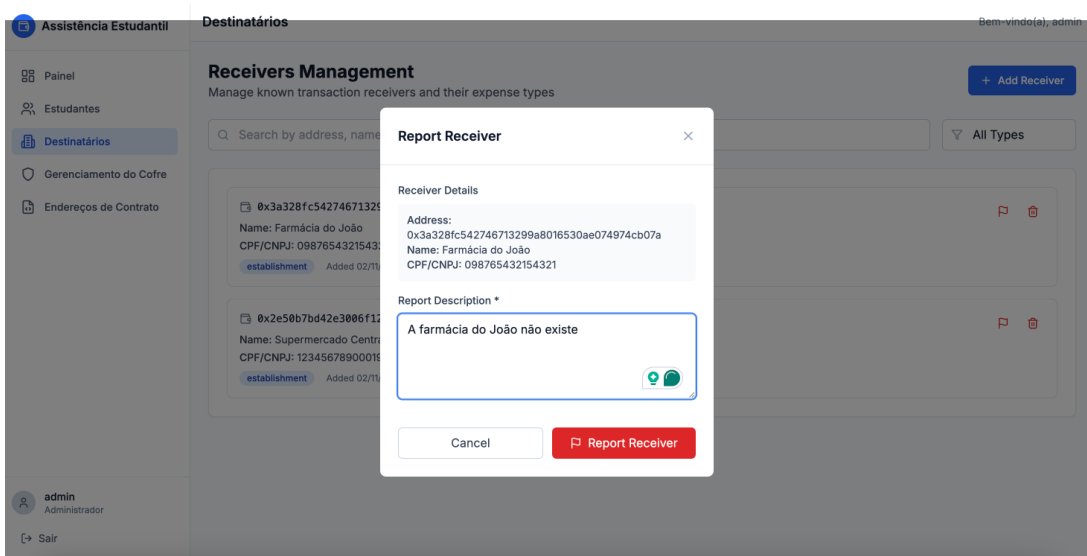 Assistência Estudantil
Destinatários
Bem-vindo(a), admin
Painel
Estudantes
Destinatários
Gerenciamento do Cofre
Endereços de Contrato
Receivers Management
Manage known transaction receivers and their expense types
+ Add Receiver
Search by address, name
All Types
0x3a328fc54274671329
Name: Farmácia do João
CPF/CNPJ: 09876543215432
establishment Added 02/11/
0x2e50b7bd42e3006f12
Name: Supermercado Centra
CPF/CNPJ: 12345678900019
establishment Added 02/11/
Report Receiver
Receiver Details
Address:
0x3a328fc542746713299a8016530ae074974cb07a
Name: Farmácia do João
CPF/CNPJ: 098765432154321
Report Description *
A farmácia do João não existe
Cancel
Report Receiver
admin
Administrador
Sair